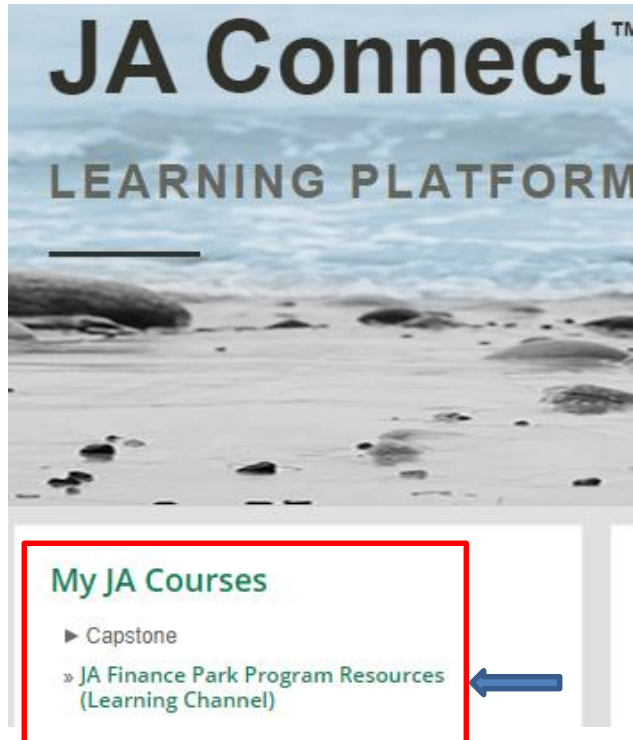 JA Connect™
LEARNING PLATFORM
My JA Courses
► Capstone
» JA Finance Park Program Resources
(Learning Channel)